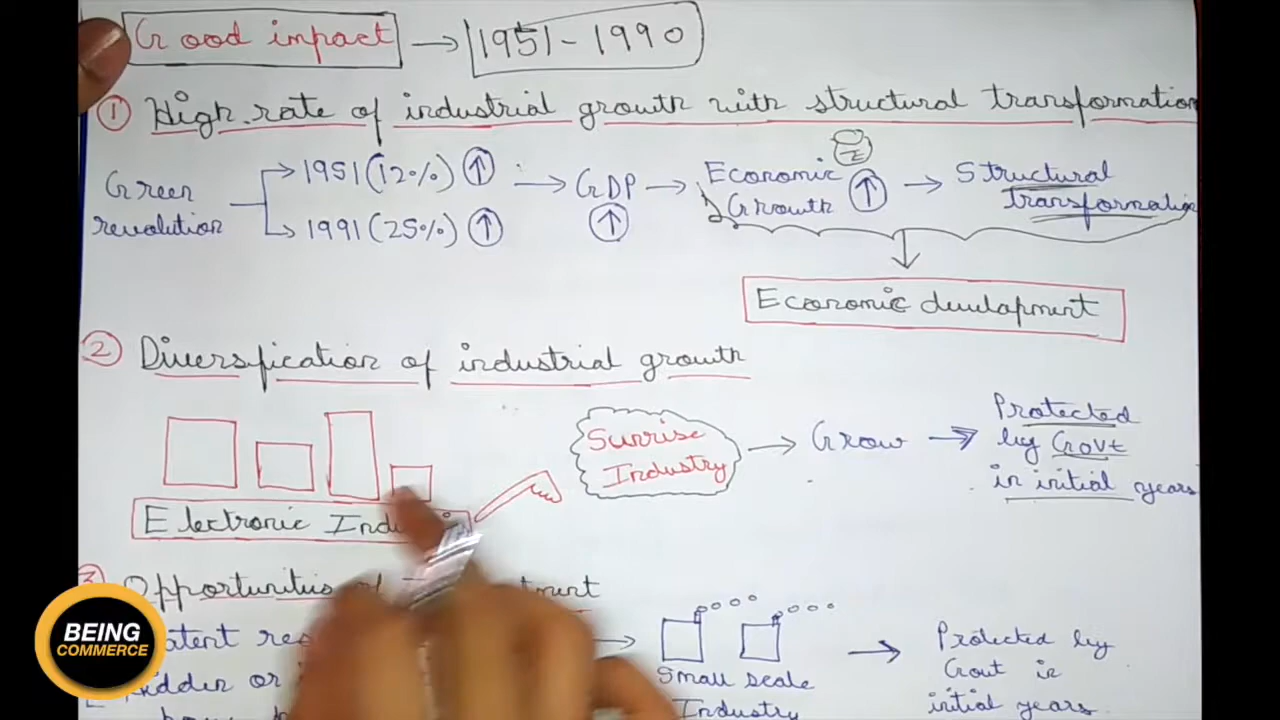 Good impact → 1951 - 1990
① High rate of industrial growth with structural transformation
Green revolution
1951 (12%) ↑
1991 (25%) ↑
→ GDP ↑ → Economic Growth ↑ → Structural transformation
Economic development
② Diversification of industrial growth
Electronic
Sunrise Industry → Grow → Protected by Govt in initial years
③ Opportunities of
Small scale Industry
→ Protected by Govt in initial years
BEING COMMERCE